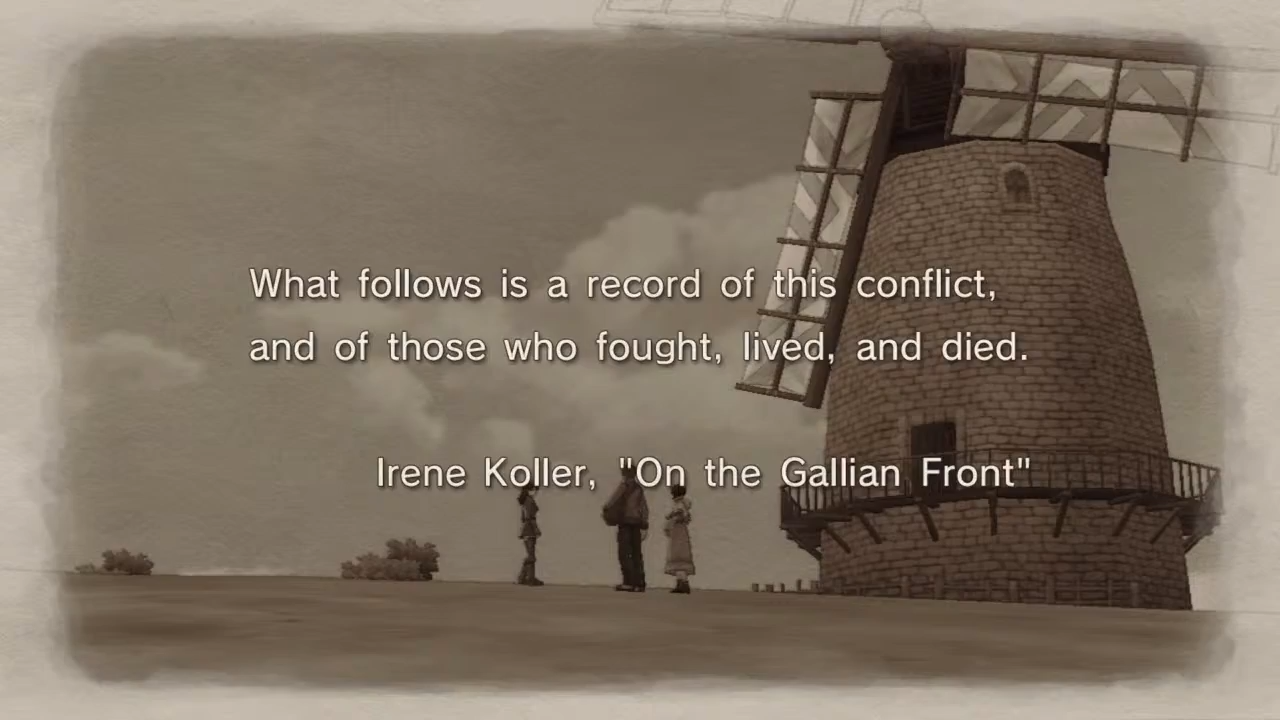 What follows is a record of this conflict,
and of those who fought, lived, and died.
Irene Koller, "On the Gallian Front"